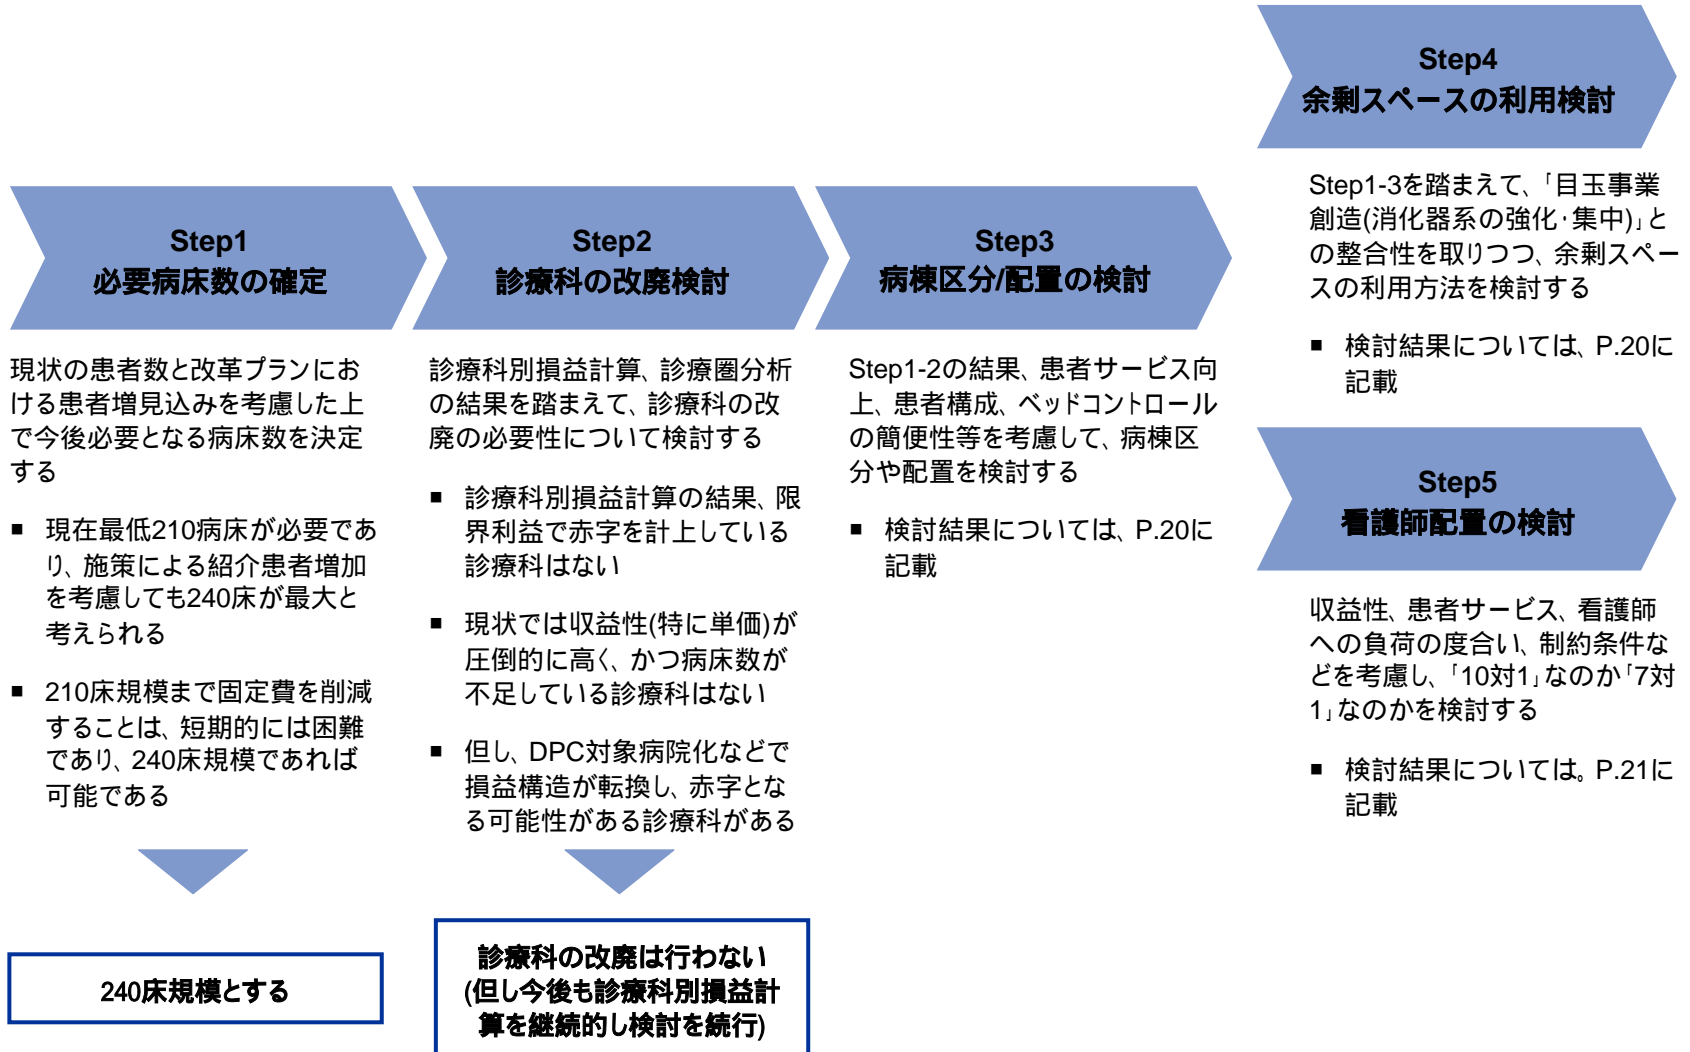 Step1
必要病床数の確定
現状の患者数と改革プランにお
ける患者増見込みを考慮した上
で今後必要となる病床数を決定
する
■ 現在最低210病床が必要であ
り、施策による紹介患者増加
を考慮しても240床が最大と
考えられる
■ 210床規模まで固定費を削減
することは、短期的には困難
であり、240床規模であれば
可能である
240床規模とする
Step2
診療科の改廃検討
診療科別損益計算、診療圏分析
の結果を踏まえて、診療科の改
廃の必要性について検討する
■ 診療科別損益計算の結果、限
界利益で赤字を計上している
診療科はない
■ 現状では収益性(特に単価)が
圧倒的に高く、かつ病床数が
不足している診療科はない
■ 但し、DPC対象病院化などで
損益構造が転換し、赤字とな
る可能性がある診療科がある
診療科の改廃は行わない
(但し今後も診療科別損益計
算を継続的し検討を続行)
Step3
病棟区分/配置の検討
Step1-2の結果、患者サービス向
上、患者構成、ベッドコントロール
の簡便性等を考慮して、病棟区
分や配置を検討する
■ 検討結果については、P.20に
記載
Step4
余剰スペースの利用検討
Step1-3を踏まえて、「目玉事業
創造(消化器系の強化・集中)」と
の整合性を取りつつ、余剰スペー
スの利用方法を検討する
■ 検討結果については、P.20に
記載
Step5
看護師配置の検討
収益性、患者サービス、看護師
への負荷の度合い、制約条件な
どを考慮し、「10対1」なのか「7対
1」なのかを検討する
■ 検討結果については。P.21に
記載